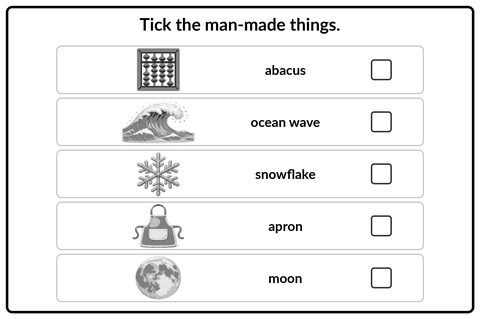 Tick the man-made things.
abacus
ocean wave
snowflake
apron
moon